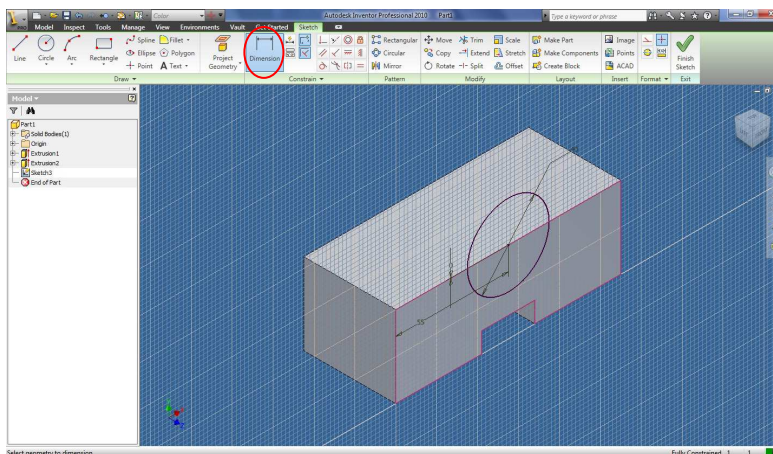 Color
Autodesk Inventor Professional 2010 Part1
Type a keyword or phrase
PRO
Model Inspect Tools Manage View Environments Vault Get Started Sketch
Line
Circle
Arc
Rectangle
Spline Fillet
Ellipse Polygon
Point A Text
Project Geometry
Dimension
Rectangular
Circular
Mirror
Move Trim Scale
Copy Extend Stretch
Rotate Split Offset
Make Part
Make Components
Create Block
Image
Points
ACAD
Finish Sketch
Draw Constrain Pattern Modify Layout Insert Format Exit
Model
Part1
Solid Bodies(1)
Origin
Extrusion1
Extrusion2
Sketch3
End of Part
55
Select geometry to dimension
Fully Constrained 1 1